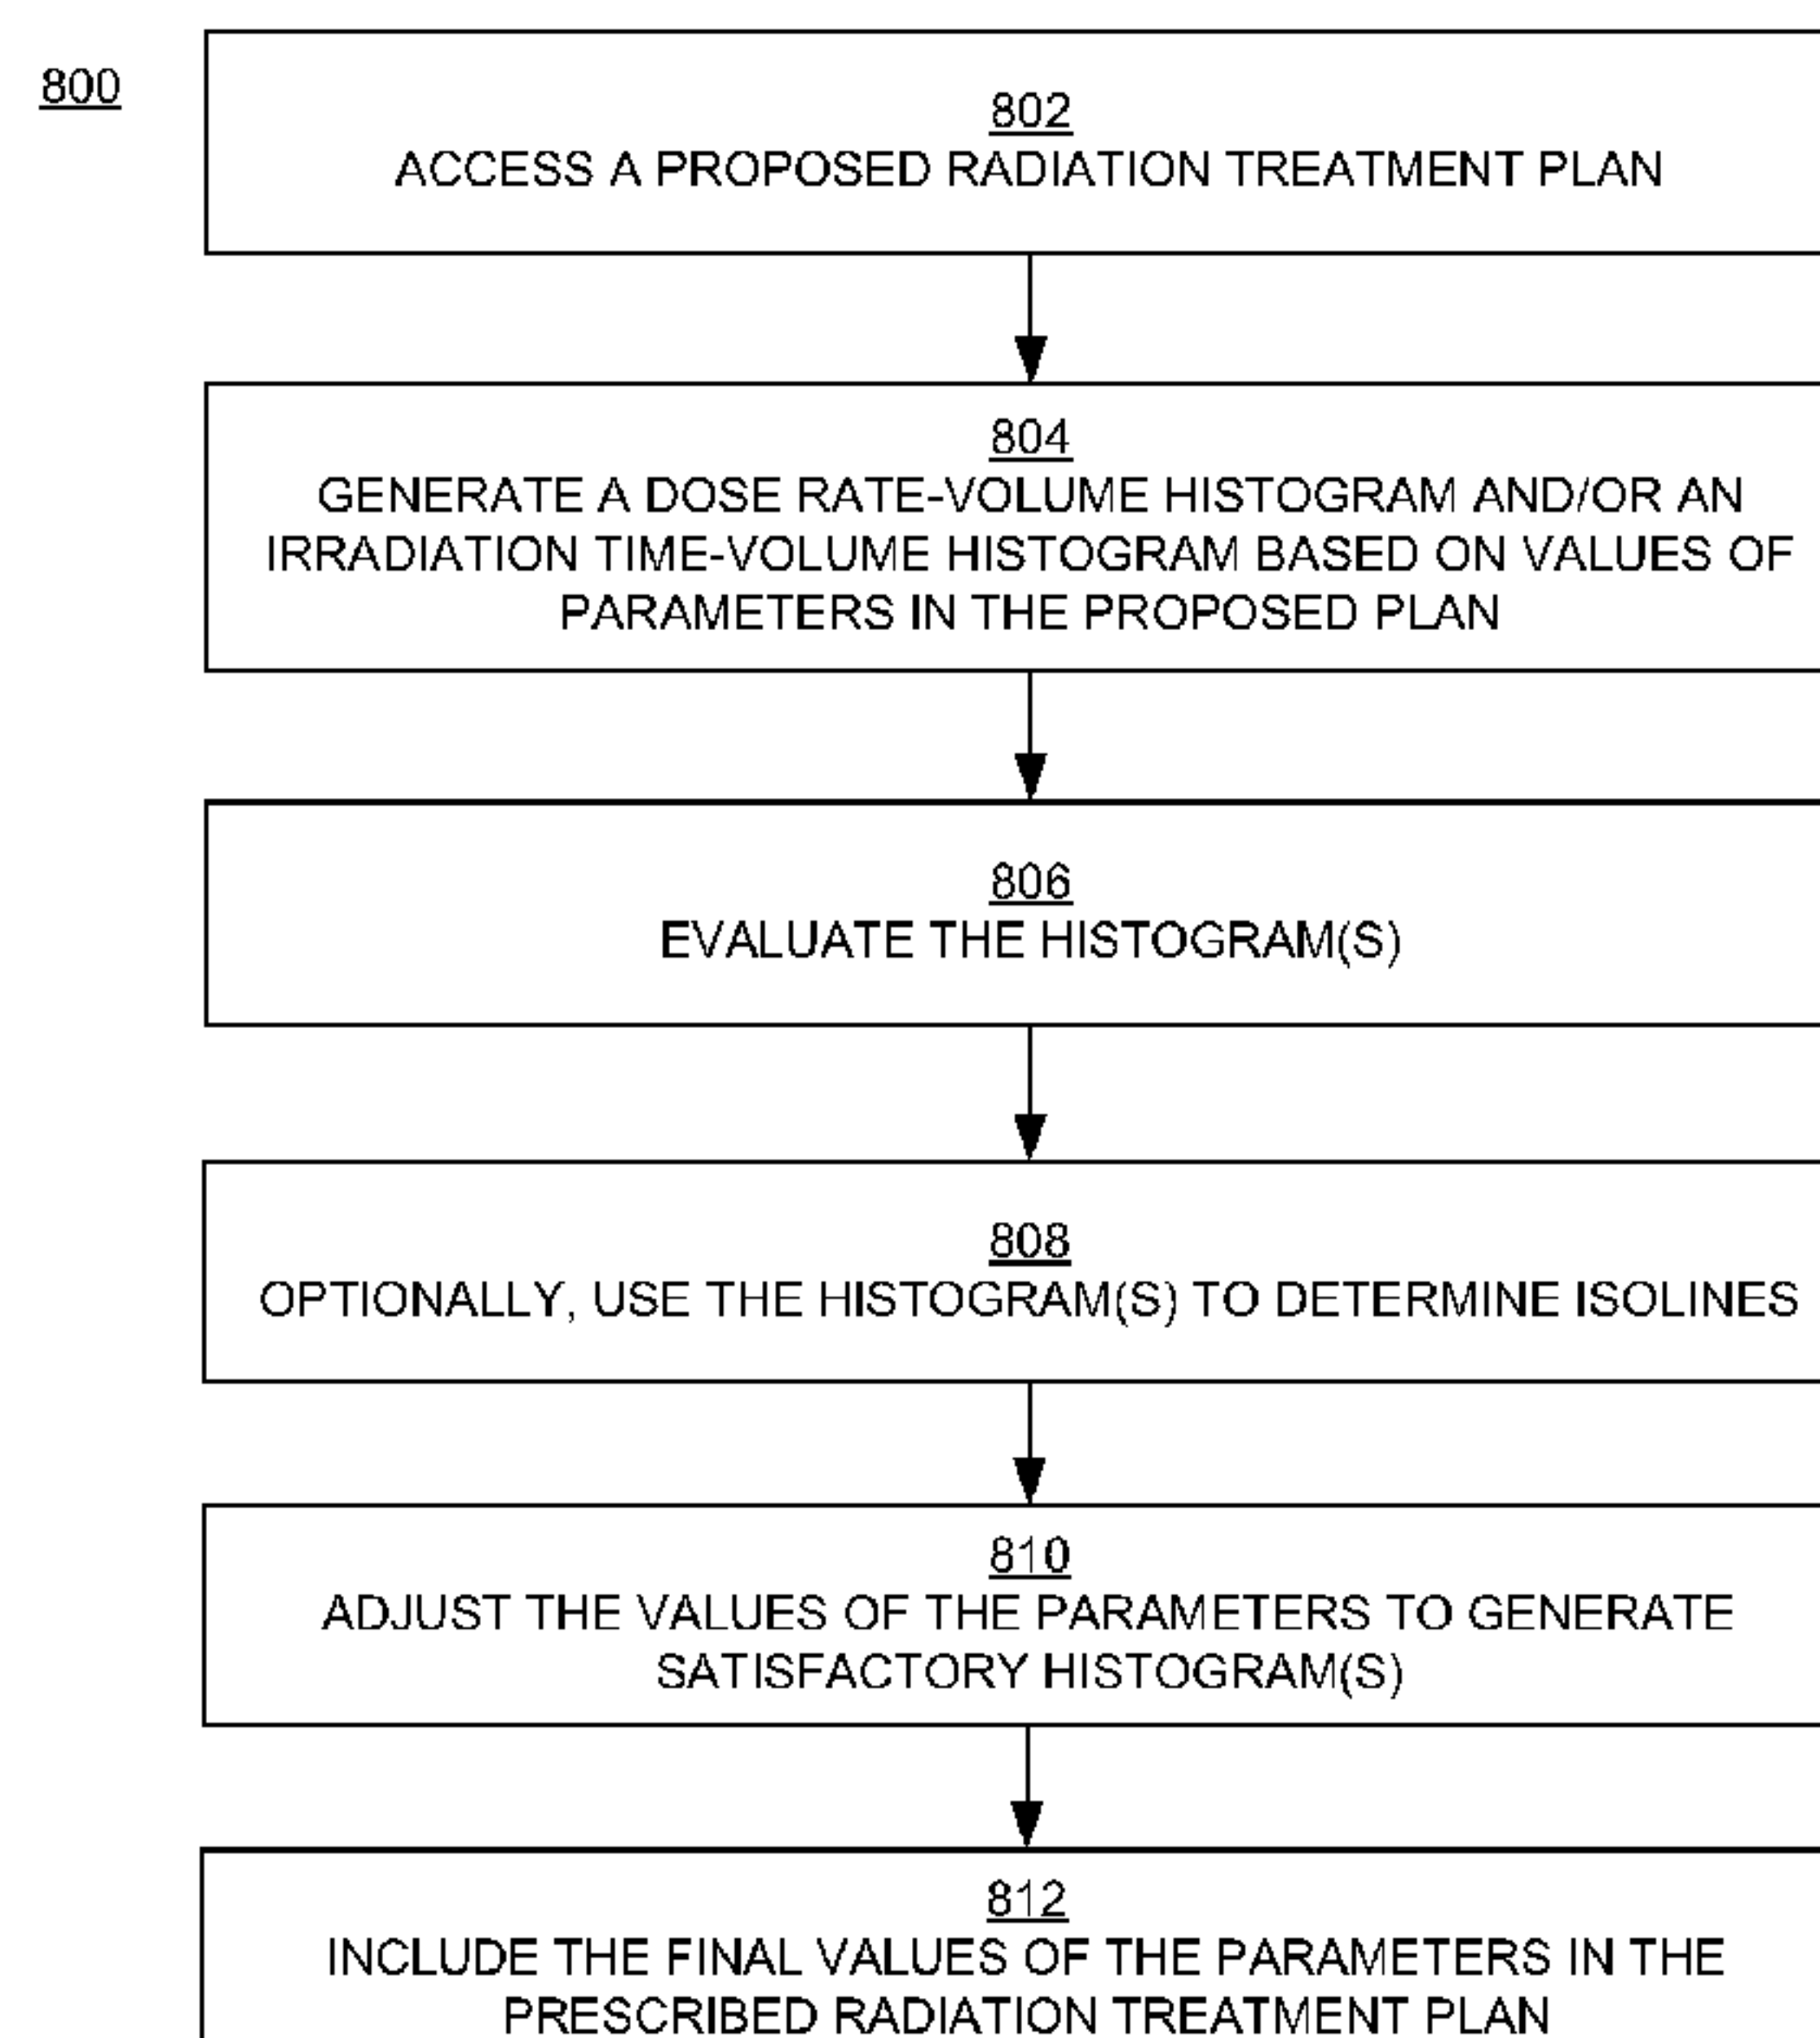 800
802
ACCESS A PROPOSED RADIATION TREATMENT PLAN
804
GENERATE A DOSE RATE-VOLUME HISTOGRAM AND/OR AN
IRRADIATION TIME-VOLUME HISTOGRAM BASED ON VALUES OF
PARAMETERS IN THE PROPOSED PLAN
806
EVALUATE THE HISTOGRAM(S)
808
OPTIONALLY, USE THE HISTOGRAM(S) TO DETERMINE ISOLINES
810
ADJUST THE VALUES OF THE PARAMETERS TO GENERATE
SATISFACTORY HISTOGRAM(S)
812
INCLUDE THE FINAL VALUES OF THE PARAMETERS IN THE
PRESCRIBED RADIATION TREATMENT PLAN